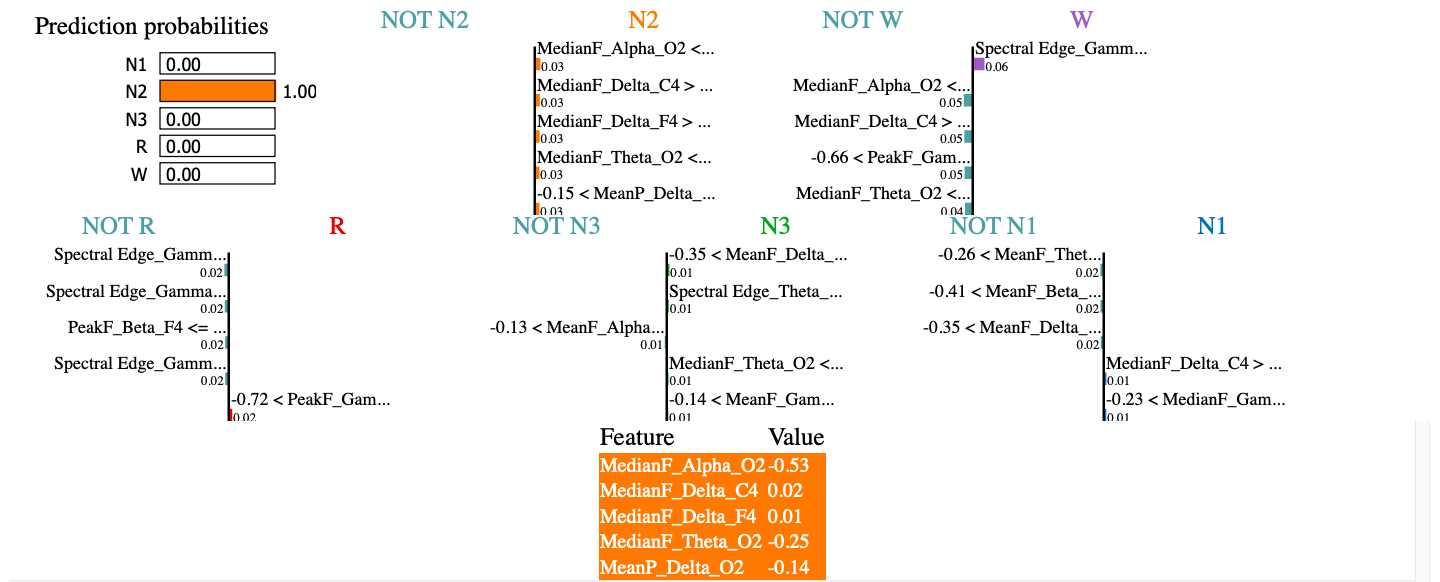 Prediction probabilities
N1 0.00
N2 1.00
N3 0.00
R 0.00
W 0.00
NOT N2 N2
MedianF_Alpha_O2 <...
0.03
MedianF_Delta_C4 > ...
0.03
MedianF_Delta_F4 > ...
0.03
MedianF_Theta_O2 <...
0.03
-0.15 < MeanP_Delta_...
0.03
NOT W W
Spectral Edge_Gamm...
0.06
MedianF_Alpha_O2 <...
0.05
MedianF_Delta_C4 > ...
0.05
-0.66 < PeakF_Gam...
0.05
MedianF_Theta_O2 <...
0.04
NOT R R
Spectral Edge_Gamm...
0.02
Spectral Edge_Gamma...
0.02
PeakF_Beta_F4 <= ...
0.02
Spectral Edge_Gamm...
0.02
-0.72 < PeakF_Gam...
0.02
NOT N3 N3
-0.35 < MeanF_Delta_...
0.01
Spectral Edge_Theta_...
0.01
-0.13 < MeanF_Alpha...
0.01
MedianF_Theta_O2 <...
0.01
-0.14 < MeanF_Gam...
0.01
NOT N1 N1
-0.26 < MeanF_Thet...
0.02
-0.41 < MeanF_Beta_...
0.02
-0.35 < MeanF_Delta_...
0.02
MedianF_Delta_C4 > ...
0.01
-0.23 < MedianF_Gam...
0.01
Feature Value
MedianF_Alpha_O2 -0.53
MedianF_Delta_C4 0.02
MedianF_Delta_F4 0.01
MedianF_Theta_O2 -0.25
MeanP_Delta_O2 -0.14